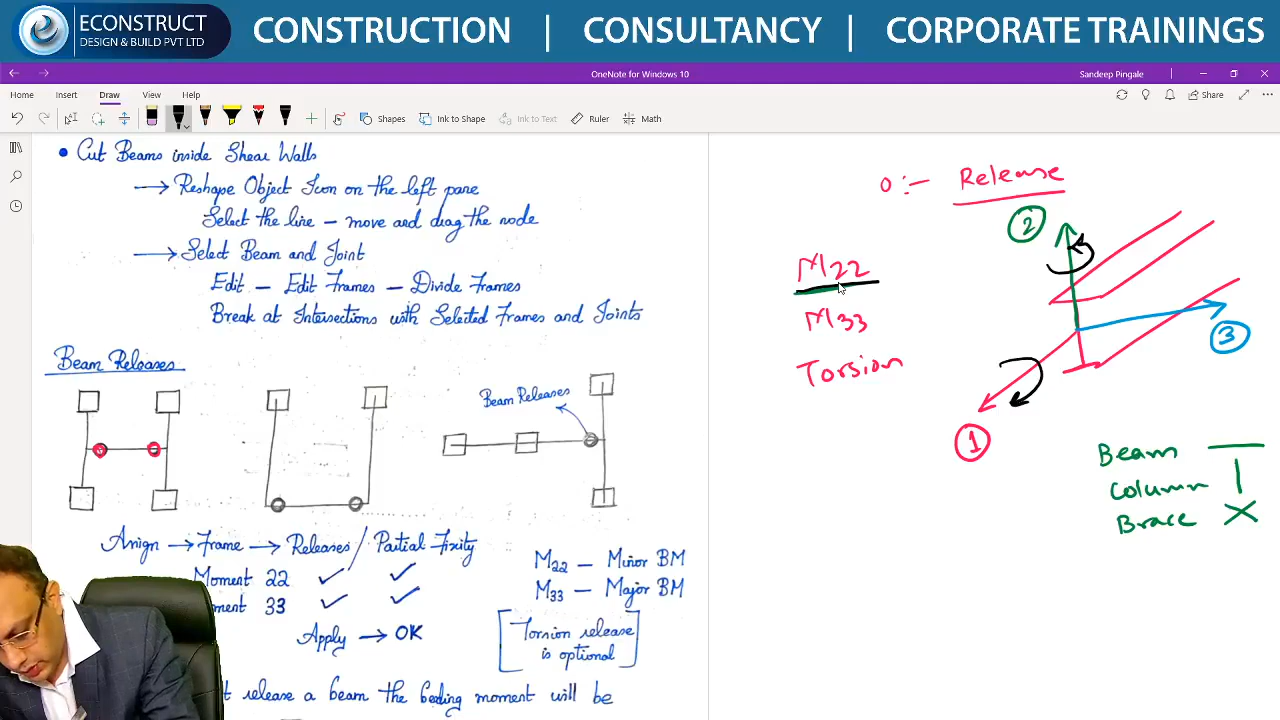 ECONSTRUCT
DESIGN & BUILD PVT LTD
CONSTRUCTION | CONSULTANCY | CORPORATE TRAININGS
OneNote for Windows 10
Sandeep Pingale
Home Insert Draw View Help
Share
Shapes Ink to Shape Ink to Text Ruler Math
Cut Beams inside Shear Walls
Reshape Object Icon on the left pane
Select the line – move and drag the node
Select Beam and Joint
Edit – Edit Frames – Divide Frames
Break at Intersections with Selected Frames and Joints
Beam Releases
Beam Releases
Assign → Frame → Releases / Partial Fixity
Moment 22 ✓ ✓
oment 33 ✓ ✓
Apply → OK
M22 – Minor BM
M33 – Major BM
[Torsion release
is optional]
t release a beam the bending moment will be
0 :- Release
M22
M33
Torsion
2
3
1
Beam
Column
Brace